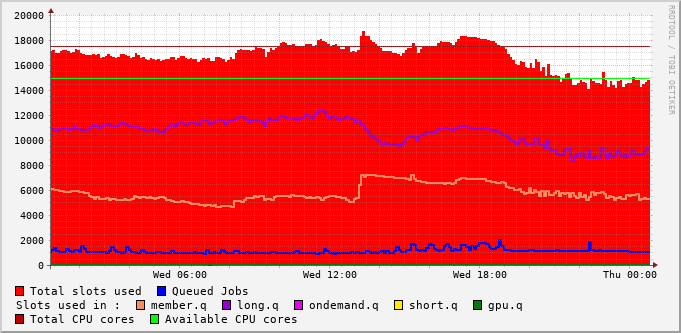 20000
18000
16000
14000
12000
10000
8000
6000
4000
2000
0
Wed 06:00 Wed 12:00 Wed 18:00 Thu 00:00
RRDTOOL / TOBI OETIKER
Total slots used Queued Jobs
Slots used in : member.q long.q ondemand.q short.q gpu.q
Total CPU cores Available CPU cores